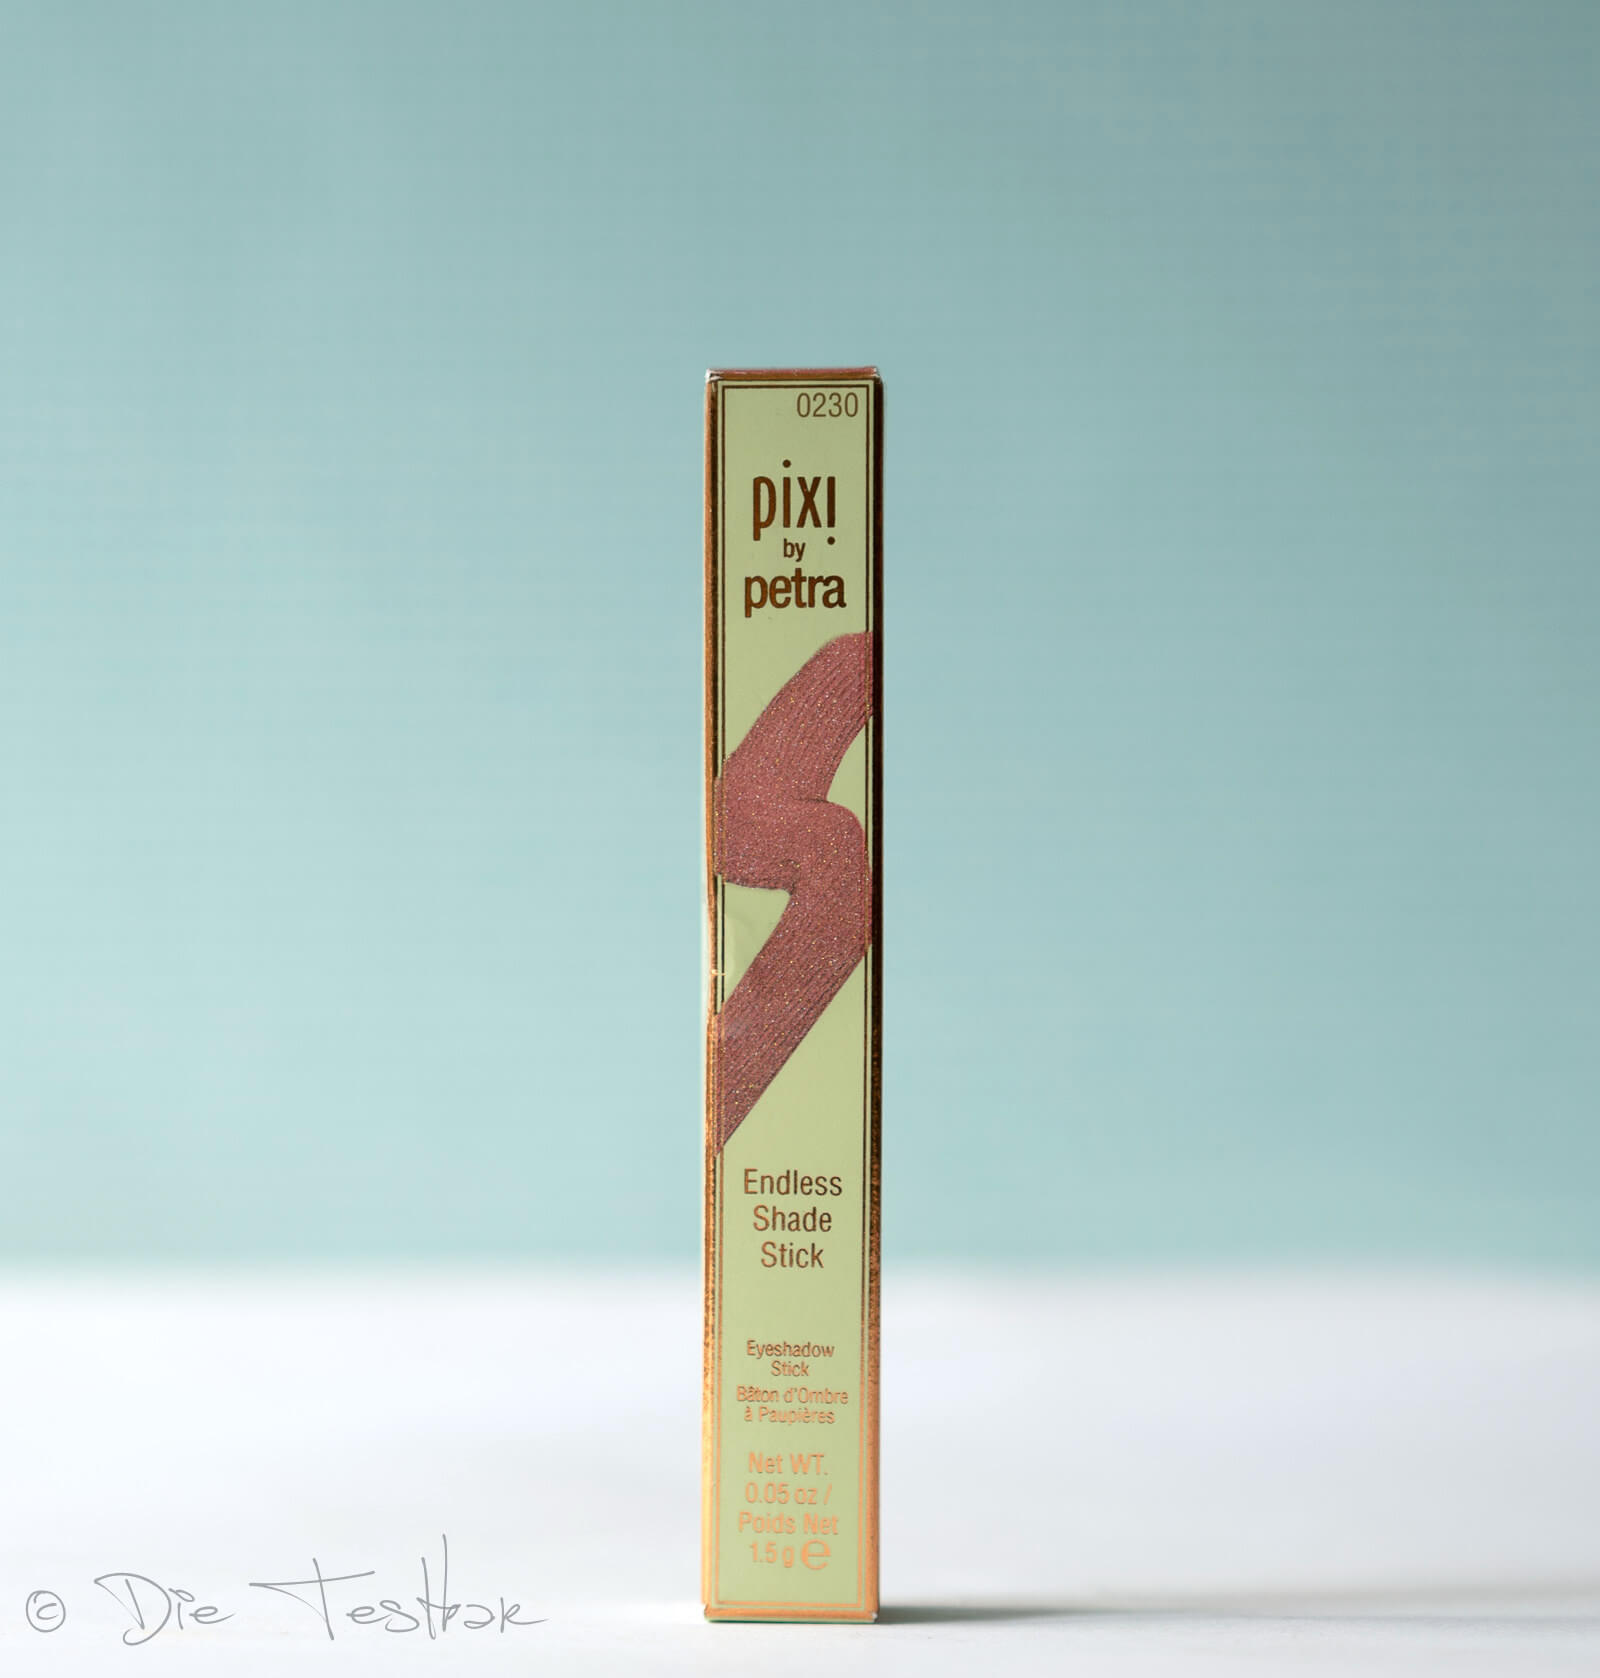 0230
pixi
by
petra
Endless
Shade
Stick
Eyeshadow
Stick
Bâton d'Ombre
à Paupières
Net WT.
0.05 oz /
Poids Net
1.5 g ℮
© Die Testbar